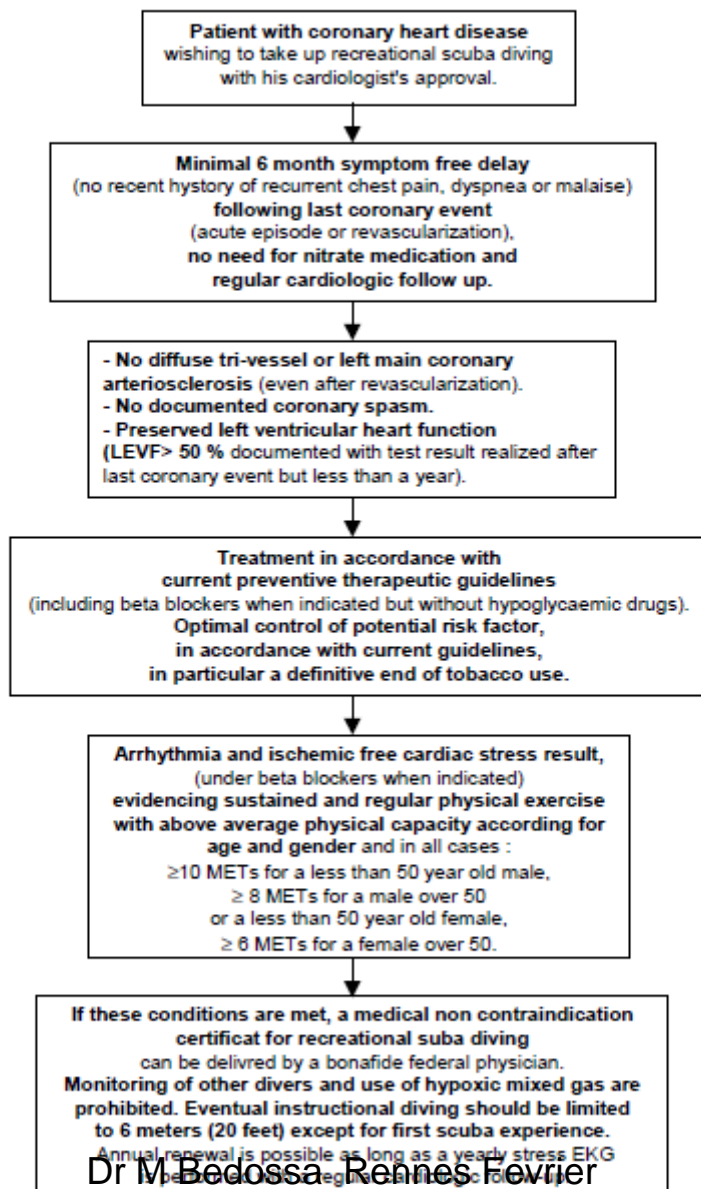 Patient with coronary heart disease
wishing to take up recreational scuba diving
with his cardiologist's approval.
Minimal 6 month symptom free delay
(no recent hystory of recurrent chest pain, dyspnea or malaise)
following last coronary event
(acute episode or revascularization),
no need for nitrate medication and
regular cardiologic follow up.
- No diffuse tri-vessel or left main coronary
arteriosclerosis (even after revascularization).
- No documented coronary spasm.
- Preserved left ventricular heart function
(LEVF> 50 % documented with test result realized after
last coronary event but less than a year).
Treatment in accordance with
current preventive therapeutic guidelines
(including beta blockers when indicated but without hypoglycaemic drugs).
Optimal control of potential risk factor,
in accordance with current guidelines,
in particular a definitive end of tobacco use.
Arrhythmia and ischemic free cardiac stress result,
(under beta blockers when indicated)
evidencing sustained and regular physical exercise
with above average physical capacity according for
age and gender and in all cases :
≥10 METs for a less than 50 year old male,
≥ 8 METs for a male over 50
or a less than 50 year old female,
≥ 6 METs for a female over 50.
If these conditions are met, a medical non contraindication
certificat for recreational suba diving
can be delivred by a bonafide federal physician.
Monitoring of other divers and use of hypoxic mixed gas are
prohibited. Eventual instructional diving should be limited
to 6 meters (20 feet) except for first scuba experience.
Annual renewal is possible as long as a yearly stress EKG
is performed with a regular cardiologic follow-up.
Dr M Bedossa Rennes Fevrier